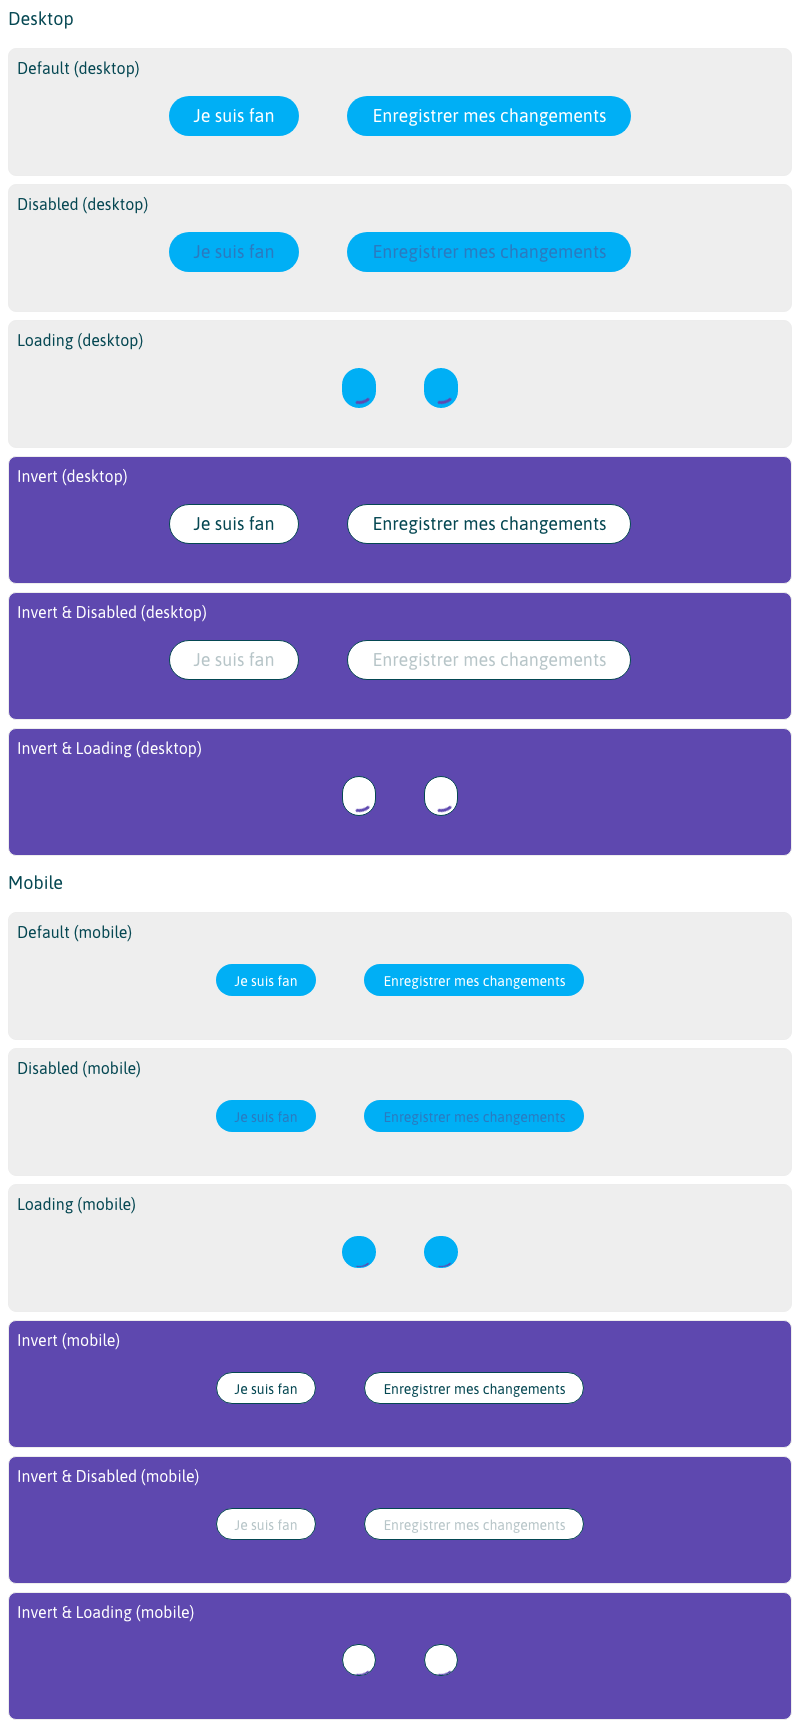 Desktop
Default (desktop)
Je suis fan
Enregistrer mes changements
Disabled (desktop)
Je suis fan
Enregistrer mes changements
Loading (desktop)
Invert (desktop)
Je suis fan
Enregistrer mes changements
Invert & Disabled (desktop)
Je suis fan
Enregistrer mes changements
Invert & Loading (desktop)
Mobile
Default (mobile)
Je suis fan
Enregistrer mes changements
Disabled (mobile)
Je suis fan
Enregistrer mes changements
Loading (mobile)
Invert (mobile)
Je suis fan
Enregistrer mes changements
Invert & Disabled (mobile)
Je suis fan
Enregistrer mes changements
Invert & Loading (mobile)